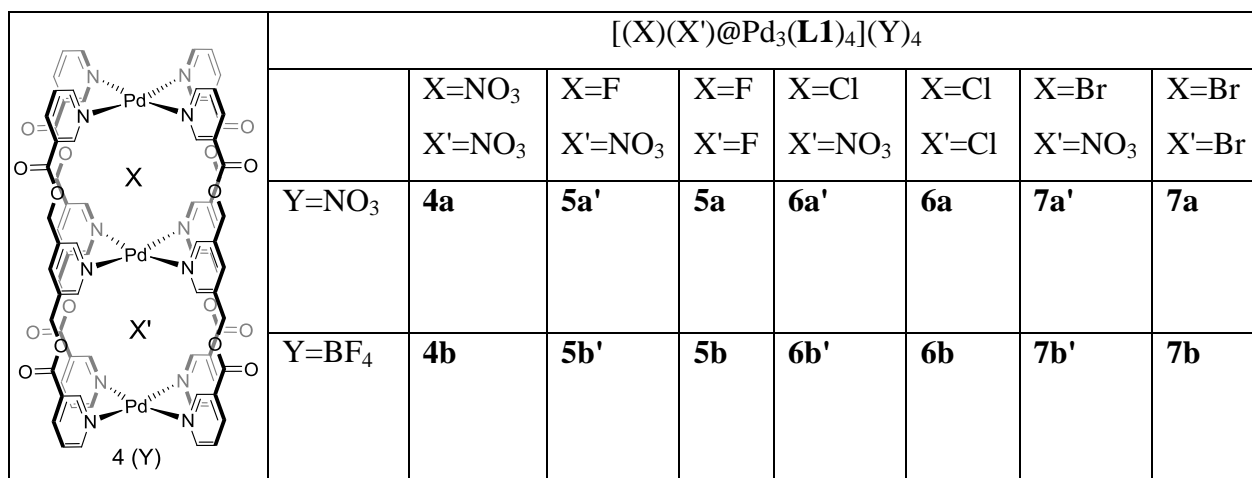 [(X)(X')@Pd3(L1)4](Y)4
X=NO3 X=F X=F X=Cl X=Cl X=Br X=Br
X'=NO3 X'=NO3 X'=F X'=NO3 X'=Cl X'=NO3 X'=Br
Y=NO3 4a 5a' 5a 6a' 6a 7a' 7a
Y=BF4 4b 5b' 5b 6b' 6b 7b' 7b
N N
Pd
N N
O O
O O
O O
X
O O
N N
Pd
N N
O O
O O
X'
O O
O O
N N
Pd
N N
4 (Y)